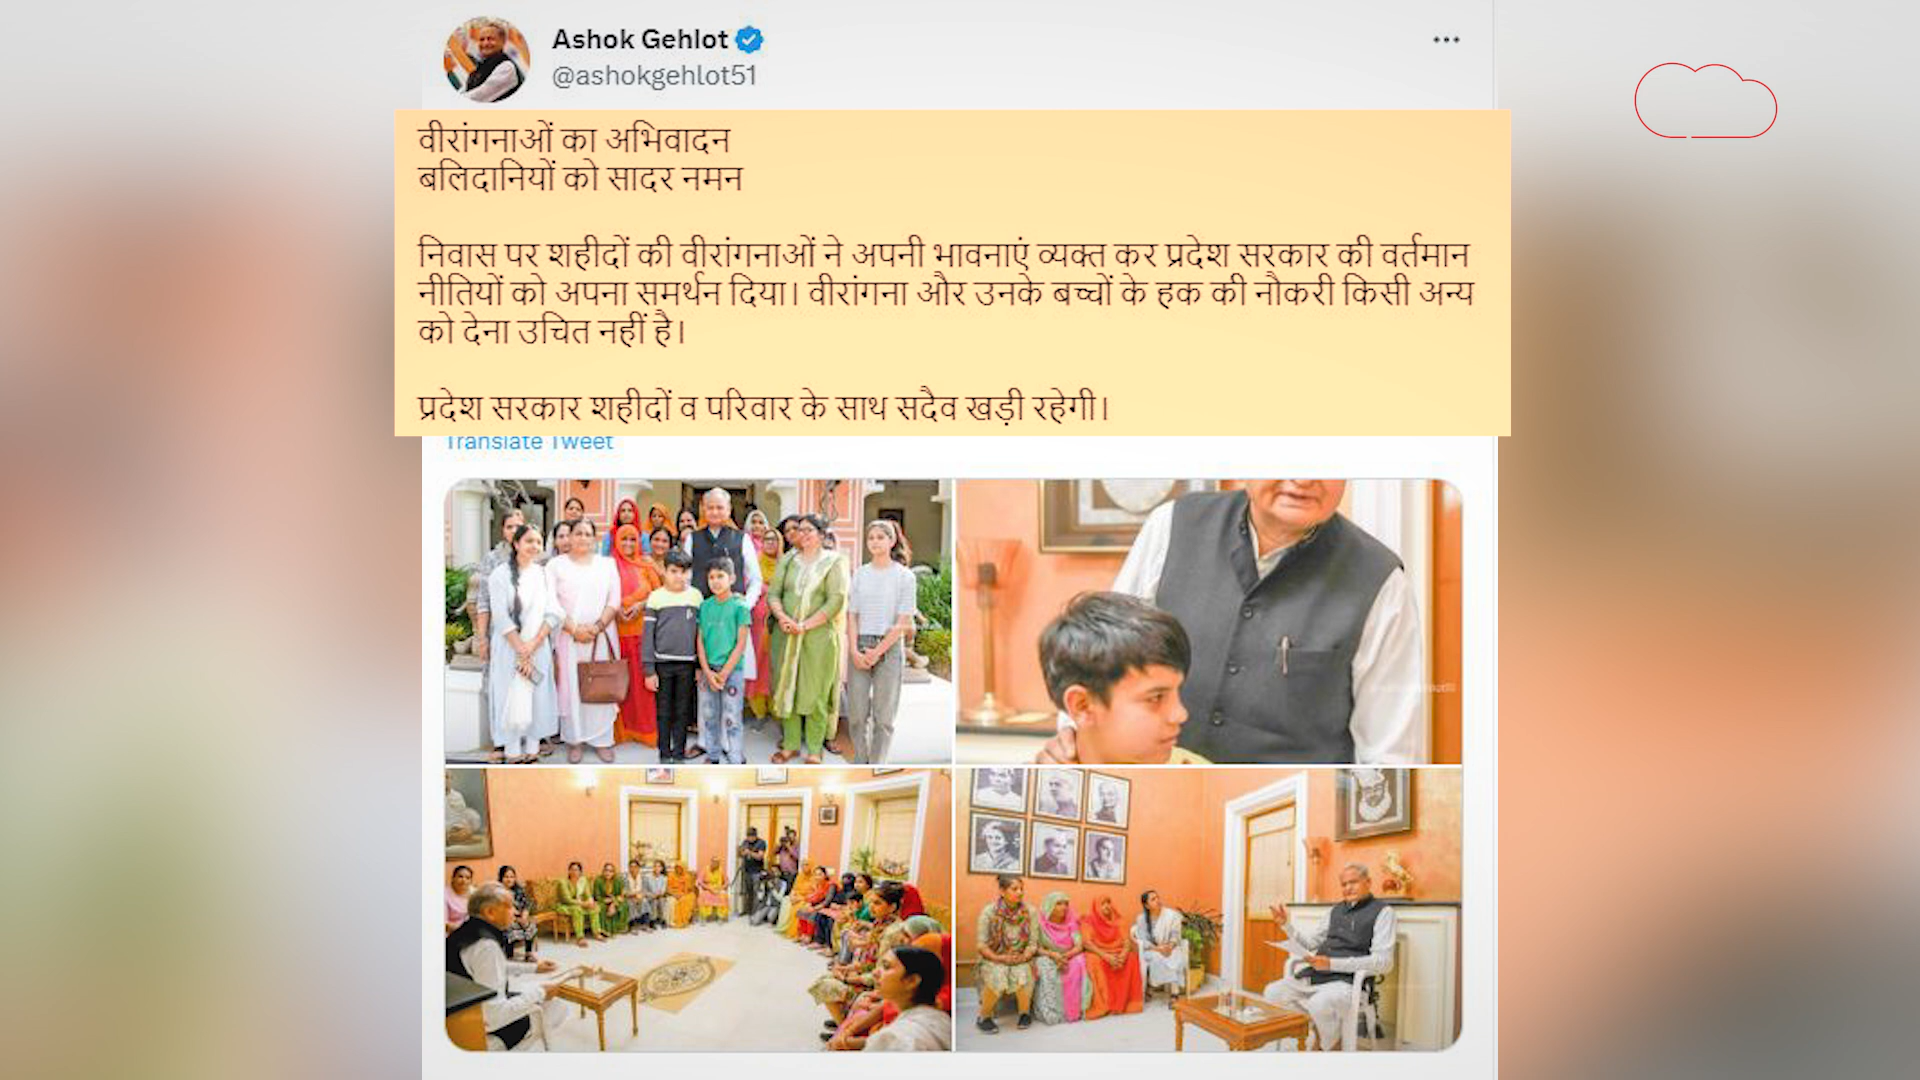 Ashok Gehlot
@ashokgehlot51
वीरांगनाओं का अभिवादन
बलिदानियों को सादर नमन
निवास पर शहीदों की वीरांगनाओं ने अपनी भावनाएं व्यक्त कर प्रदेश सरकार की वर्तमान
नीतियों को अपना समर्थन दिया। वीरांगना और उनके बच्चों के हक की नौकरी किसी अन्य
को देना उचित नहीं है।
प्रदेश सरकार शहीदों व परिवार के साथ सदैव खड़ी रहेगी।
Translate Tweet